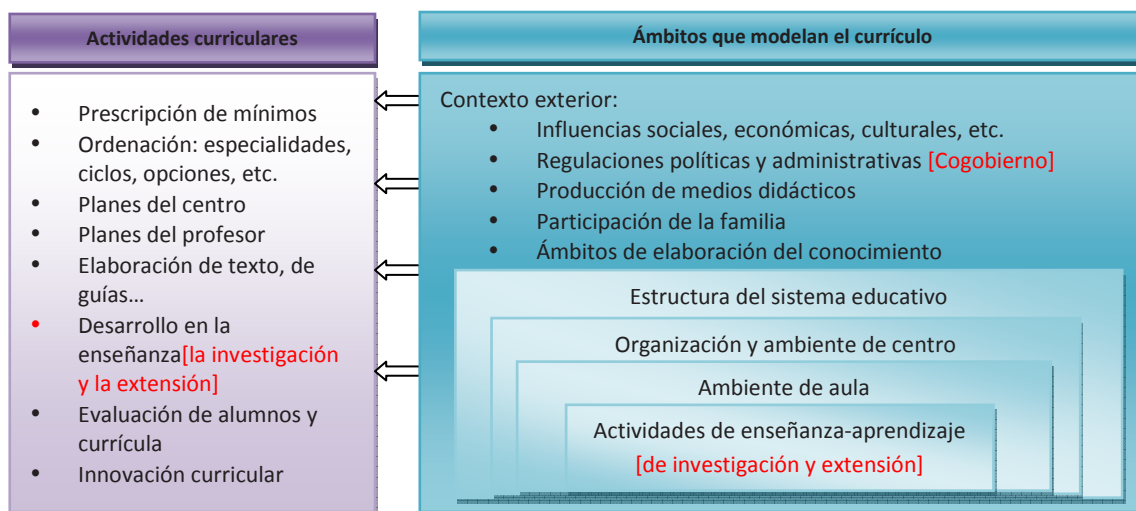 Actividades curriculares
• Prescripción de mínimos
• Ordenación: especialidades,
ciclos, opciones, etc.
• Planes del centro
• Planes del profesor
• Elaboración de texto, de
guías...
• Desarrollo en la
enseñanza[la investigación
y la extensión]
• Evaluación de alumnos y
currícula
• Innovación curricular
Ámbitos que modelan el currículo
Contexto exterior:
• Influencias sociales, económicas, culturales, etc.
• Regulaciones políticas y administrativas [Cogobierno]
• Producción de medios didácticos
• Participación de la familia
• Ámbitos de elaboración del conocimiento
Estructura del sistema educativo
Organización y ambiente de centro
Ambiente de aula
Actividades de enseñanza-aprendizaje
[de investigación y extensión]